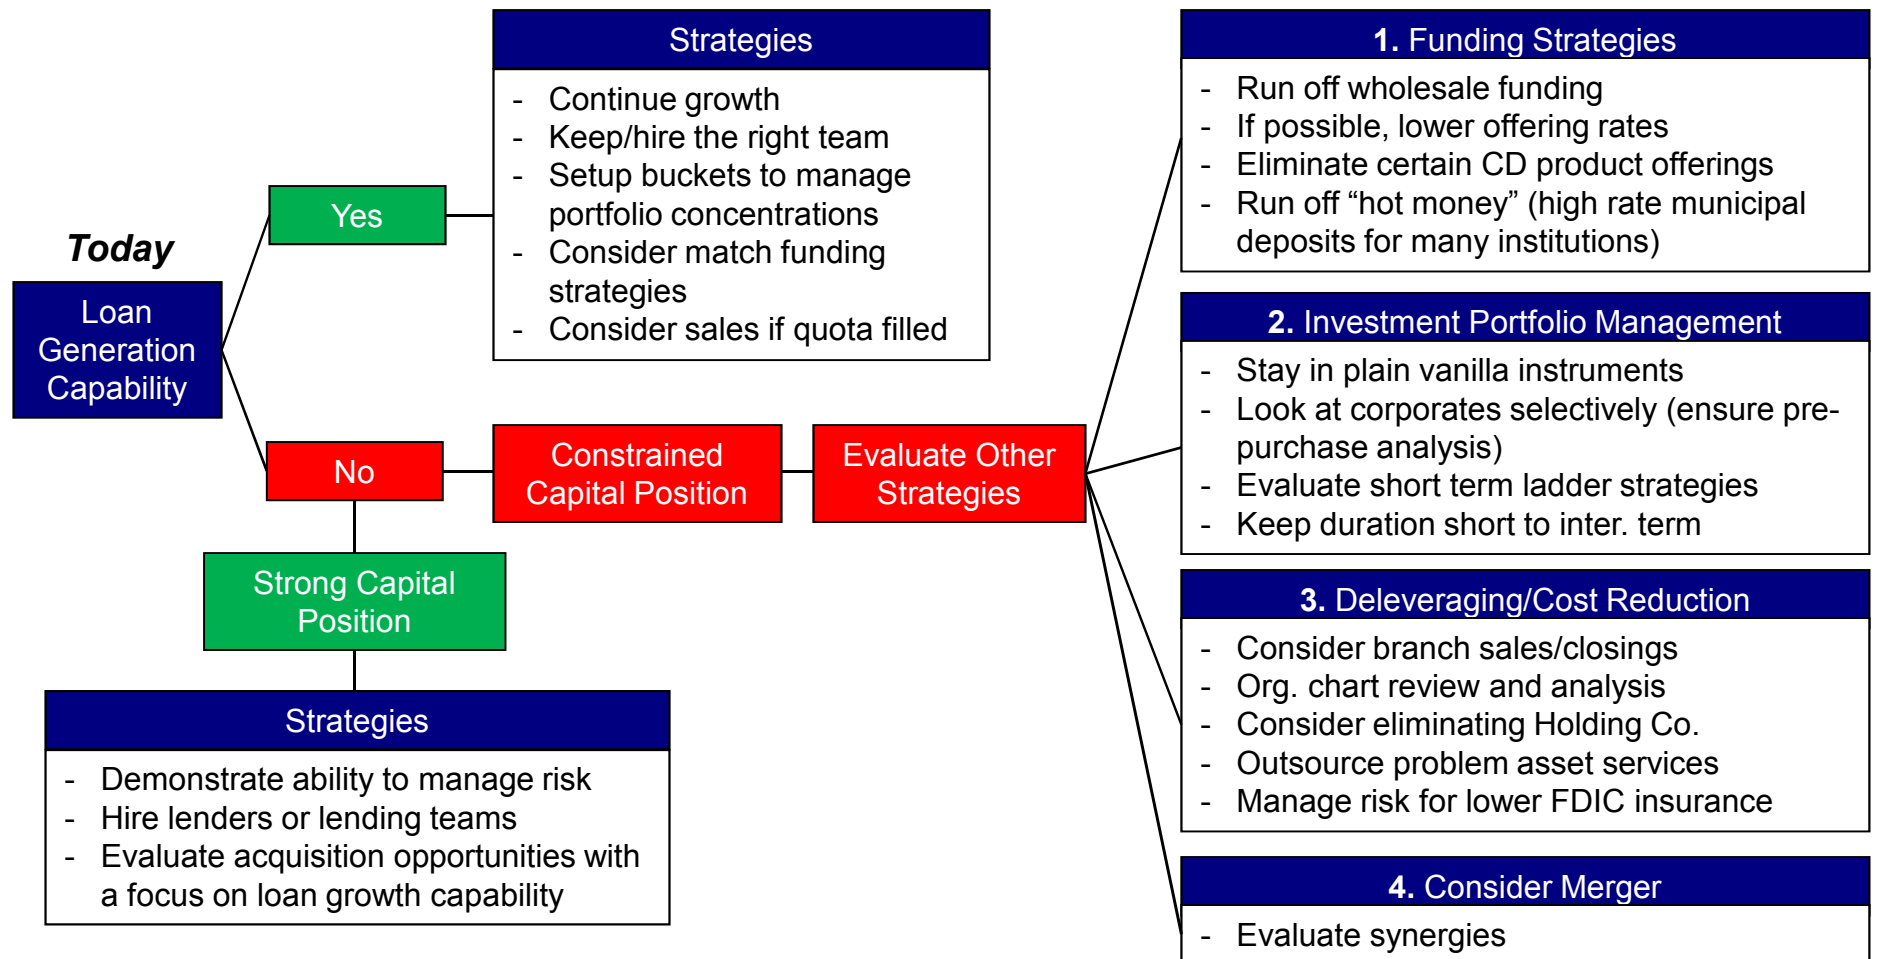 Today
Loan
Generation
Capability
Yes
Strategies
- Continue growth
- Keep/hire the right team
- Setup buckets to manage
portfolio concentrations
- Consider match funding
strategies
- Consider sales if quota filled
No
Constrained
Capital Position
Evaluate Other
Strategies
Strong Capital
Position
Strategies
- Demonstrate ability to manage risk
- Hire lenders or lending teams
- Evaluate acquisition opportunities with
a focus on loan growth capability
1. Funding Strategies
- Run off wholesale funding
- If possible, lower offering rates
- Eliminate certain CD product offerings
- Run off “hot money” (high rate municipal
deposits for many institutions)
2. Investment Portfolio Management
- Stay in plain vanilla instruments
- Look at corporates selectively (ensure pre-
purchase analysis)
- Evaluate short term ladder strategies
- Keep duration short to inter. term
3. Deleveraging/Cost Reduction
- Consider branch sales/closings
- Org. chart review and analysis
- Consider eliminating Holding Co.
- Outsource problem asset services
- Manage risk for lower FDIC insurance
4. Consider Merger
- Evaluate synergies